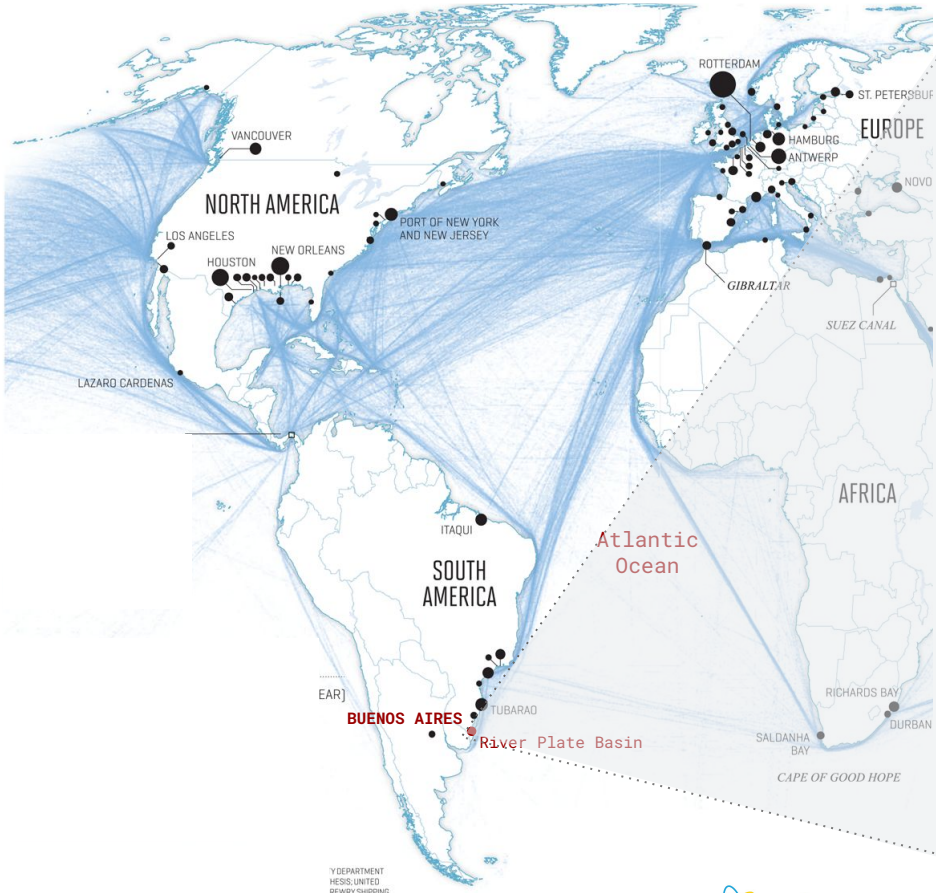 ROTTERDAM
ST. PETERSBUR
EUROPE
VANCOUVER
HAMBURG
ANTWERP
NOVO
NORTH AMERICA
PORT OF NEW YORK
AND NEW JERSEY
LOS ANGELES
NEW ORLEANS
HOUSTON
GIBRALTAR
SUEZ CANAL
LAZARO CARDENAS
AFRICA
ITAQUI
Atlantic
Ocean
SOUTH
AMERICA
EAR]
RICHARDS BAY
TUBARAO
BUENOS AIRES
DURBAN
River Plate Basin
SALDANHA
BAY
CAPE OF GOOD HOPE
Y DEPARTMENT
HESIS; UNITED
REWRY SHIPPING